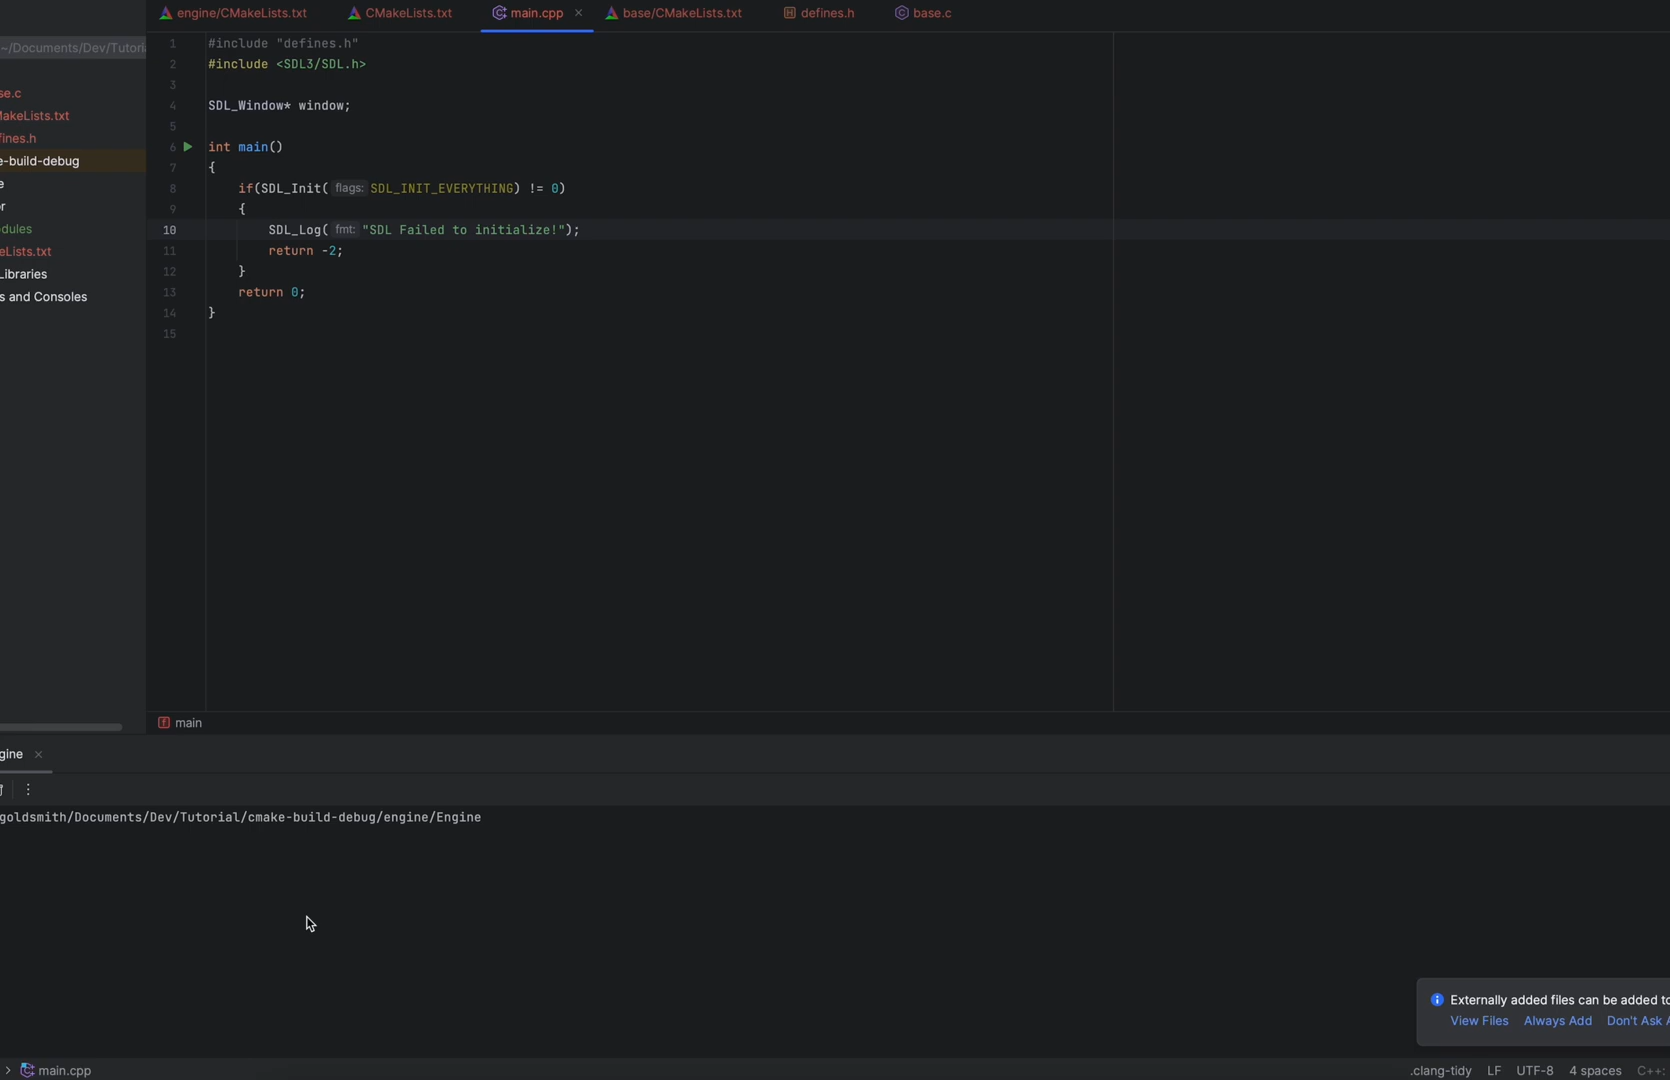 engine/CMakeLists.txt CMakeLists.txt main.cpp base/CMakeLists.txt defines.h base.c
~/Documents/Dev/Tutori
se.c
MakeLists.txt
fines.h
e-build-debug
e
r
dules
eLists.txt
Libraries
s and Consoles
1 #include "defines.h"
2 #include <SDL3/SDL.h>
3
4 SDL_Window* window;
5
6 int main()
7 {
8 if(SDL_Init( flags: SDL_INIT_EVERYTHING) != 0)
9 {
10 SDL_Log( fmt: "SDL Failed to initialize!");
11 return -2;
12 }
13 return 0;
14 }
15
main
gine
goldsmith/Documents/Dev/Tutorial/cmake-build-debug/engine/Engine
Externally added files can be added to
View Files Always Add Don't Ask A
main.cpp .clang-tidy LF UTF-8 4 spaces C++: